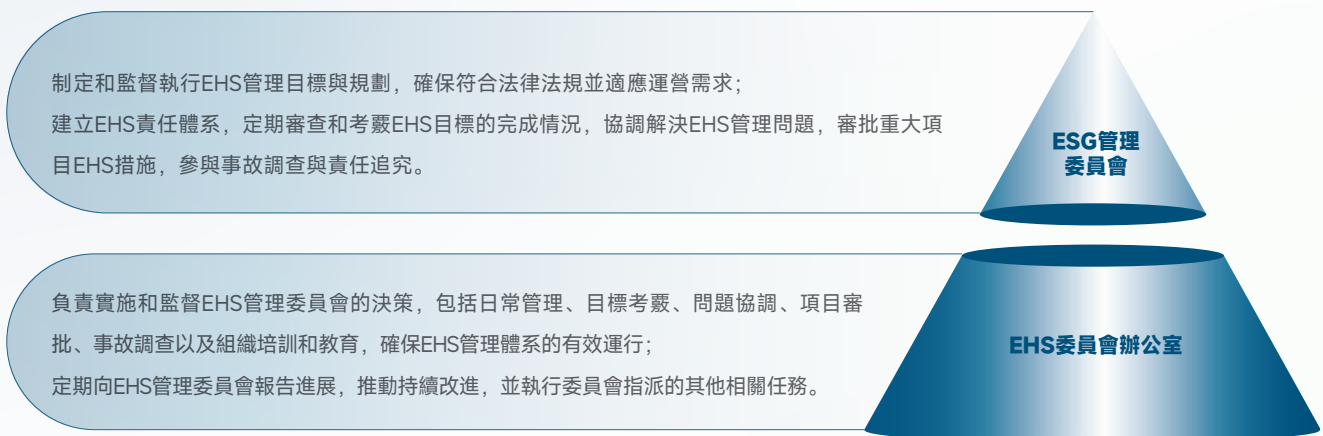 制定和監督執行EHS管理目標與規劃，確保符合法律法規並適應運營需求；
建立EHS責任體系，定期審查和考覈EHS目標的完成情況，協調解決EHS管理問題，審批重大項
目EHS措施，參與事故調查與責任追究。
ESG管理
委員會
負責實施和監督EHS管理委員會的決策，包括日常管理、目標考覈、問題協調、項目審
批、事故調查以及組織培訓和教育，確保EHS管理體系的有效運行；
定期向EHS管理委員會報告進展，推動持續改進，並執行委員會指派的其他相關任務。
EHS委員會辦公室